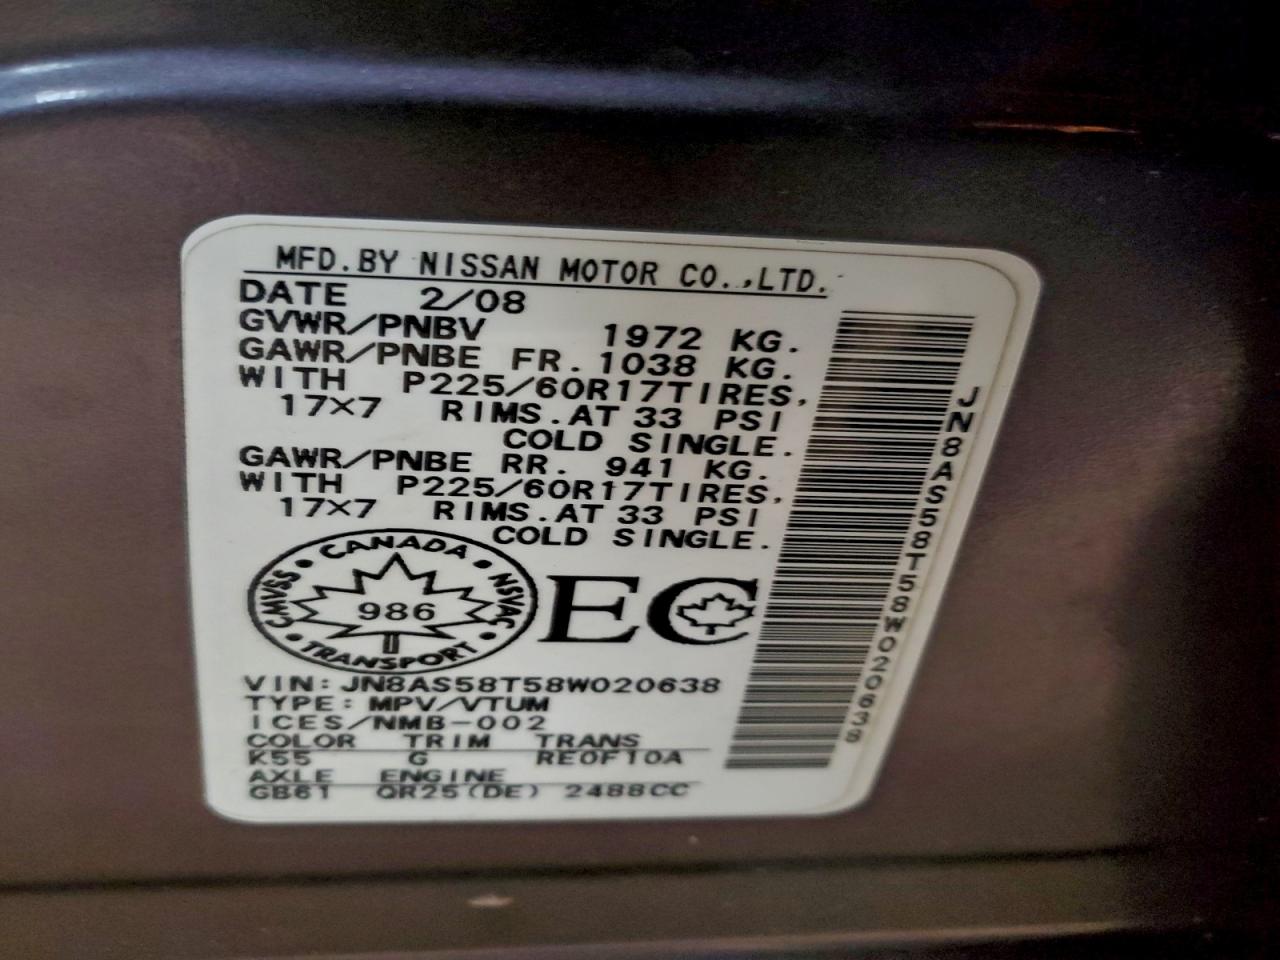 MFD.BY NISSAN MOTOR CO.,LTD.
DATE 2/08
GVWR/PNBV 1972 KG.
GAWR/PNBE FR. 1038 KG.
WITH P225/60R17TIRES,
17×7 RIMS.AT 33 PSI
COLD SINGLE.
GAWR/PNBE RR. 941 KG.
WITH P225/60R17TIRES,
17×7 RIMS.AT 33 PSI
COLD SINGLE.
CANADA
CMVSS
NSVAC
986
TRANSPORT
EC
VIN: JN8AS58T58W020638
TYPE: MPV/VTUM
ICES/NMB-002
COLOR TRIM TRANS
K55 G RE0F10A
AXLE ENGINE
GB61 QR25(DE) 2488CC
JN8AS58T58W020638